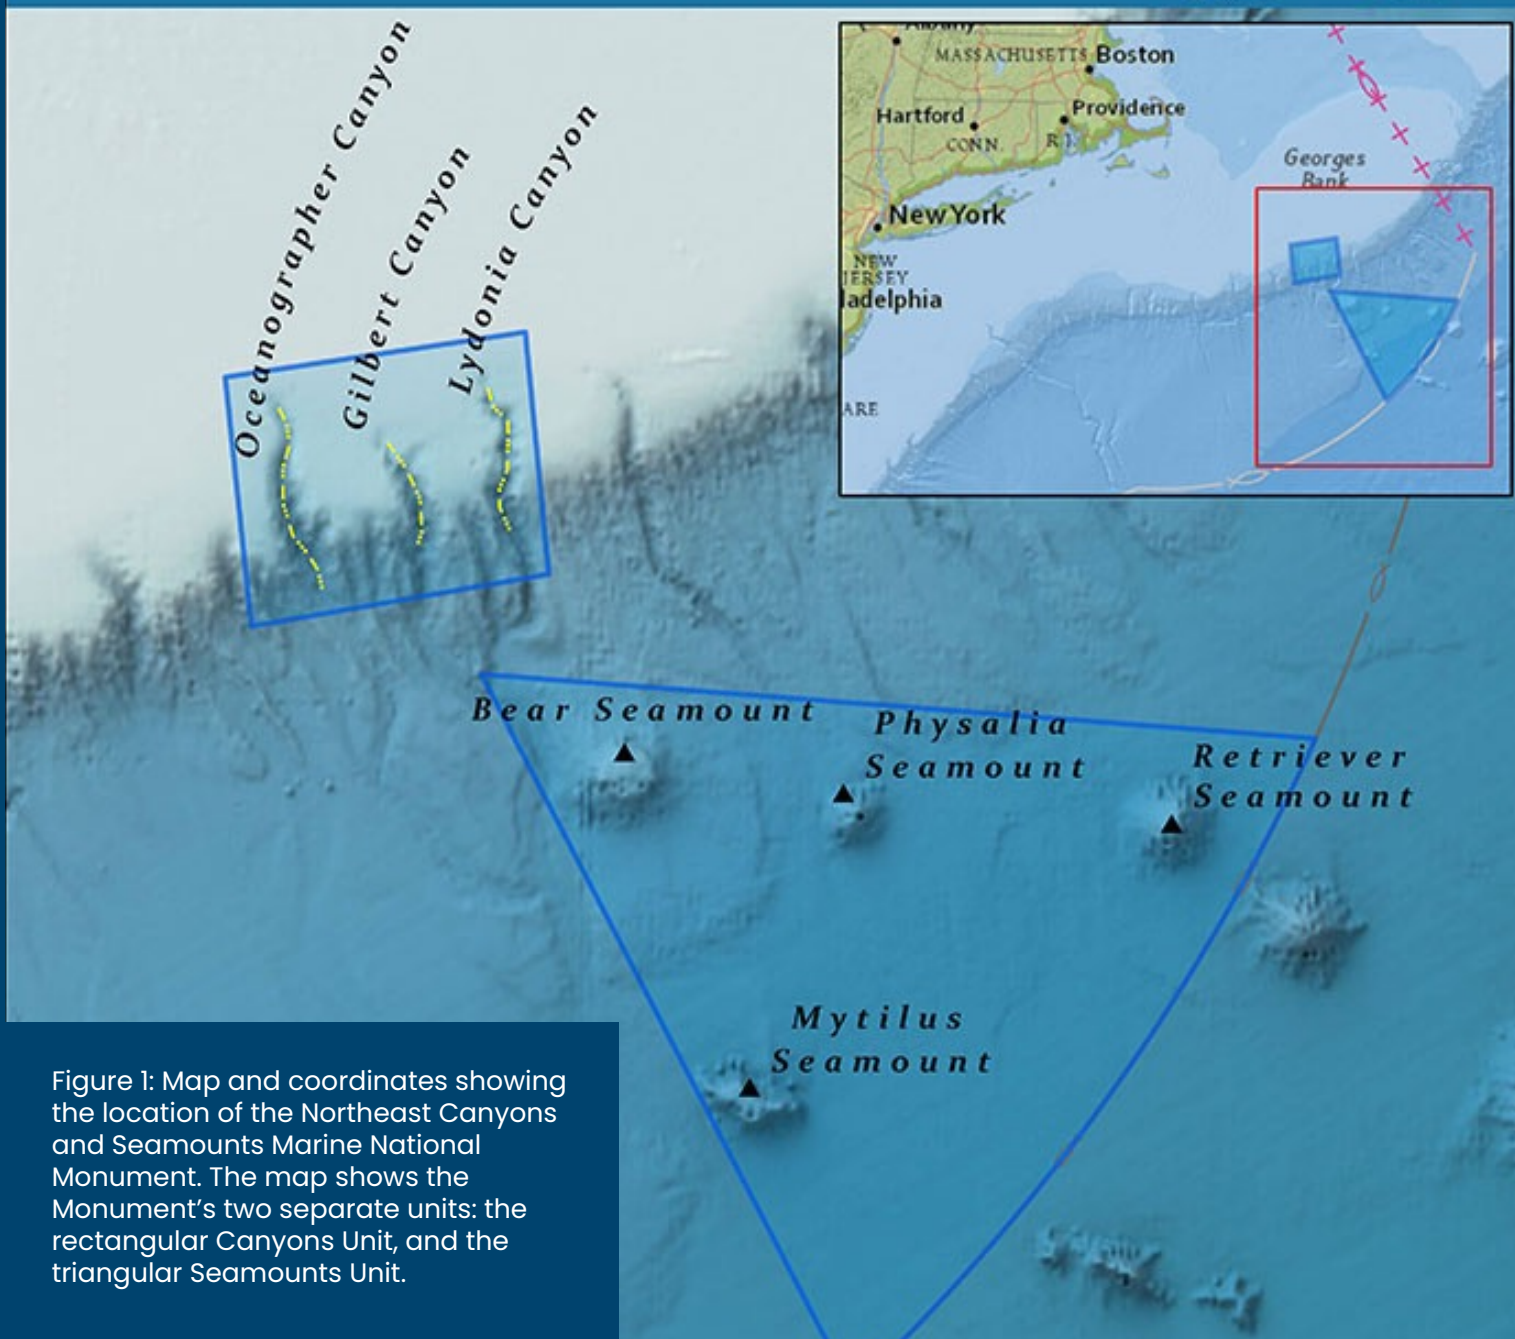 Oceanographer Canyon
Gilbert Canyon
Lydonia Canyon
Albany
MASSACHUSETTS
Boston
Hartford
Providence
CONN.
R.I.
Georges
Bank
New York
NEW
JERSEY
ladelphia
ARE
Bear Seamount
Physalia
Seamount
Retriever
Seamount
Mytilus
Seamount
Figure 1: Map and coordinates showing
the location of the Northeast Canyons
and Seamounts Marine National
Monument. The map shows the
Monument’s two separate units: the
rectangular Canyons Unit, and the
triangular Seamounts Unit.